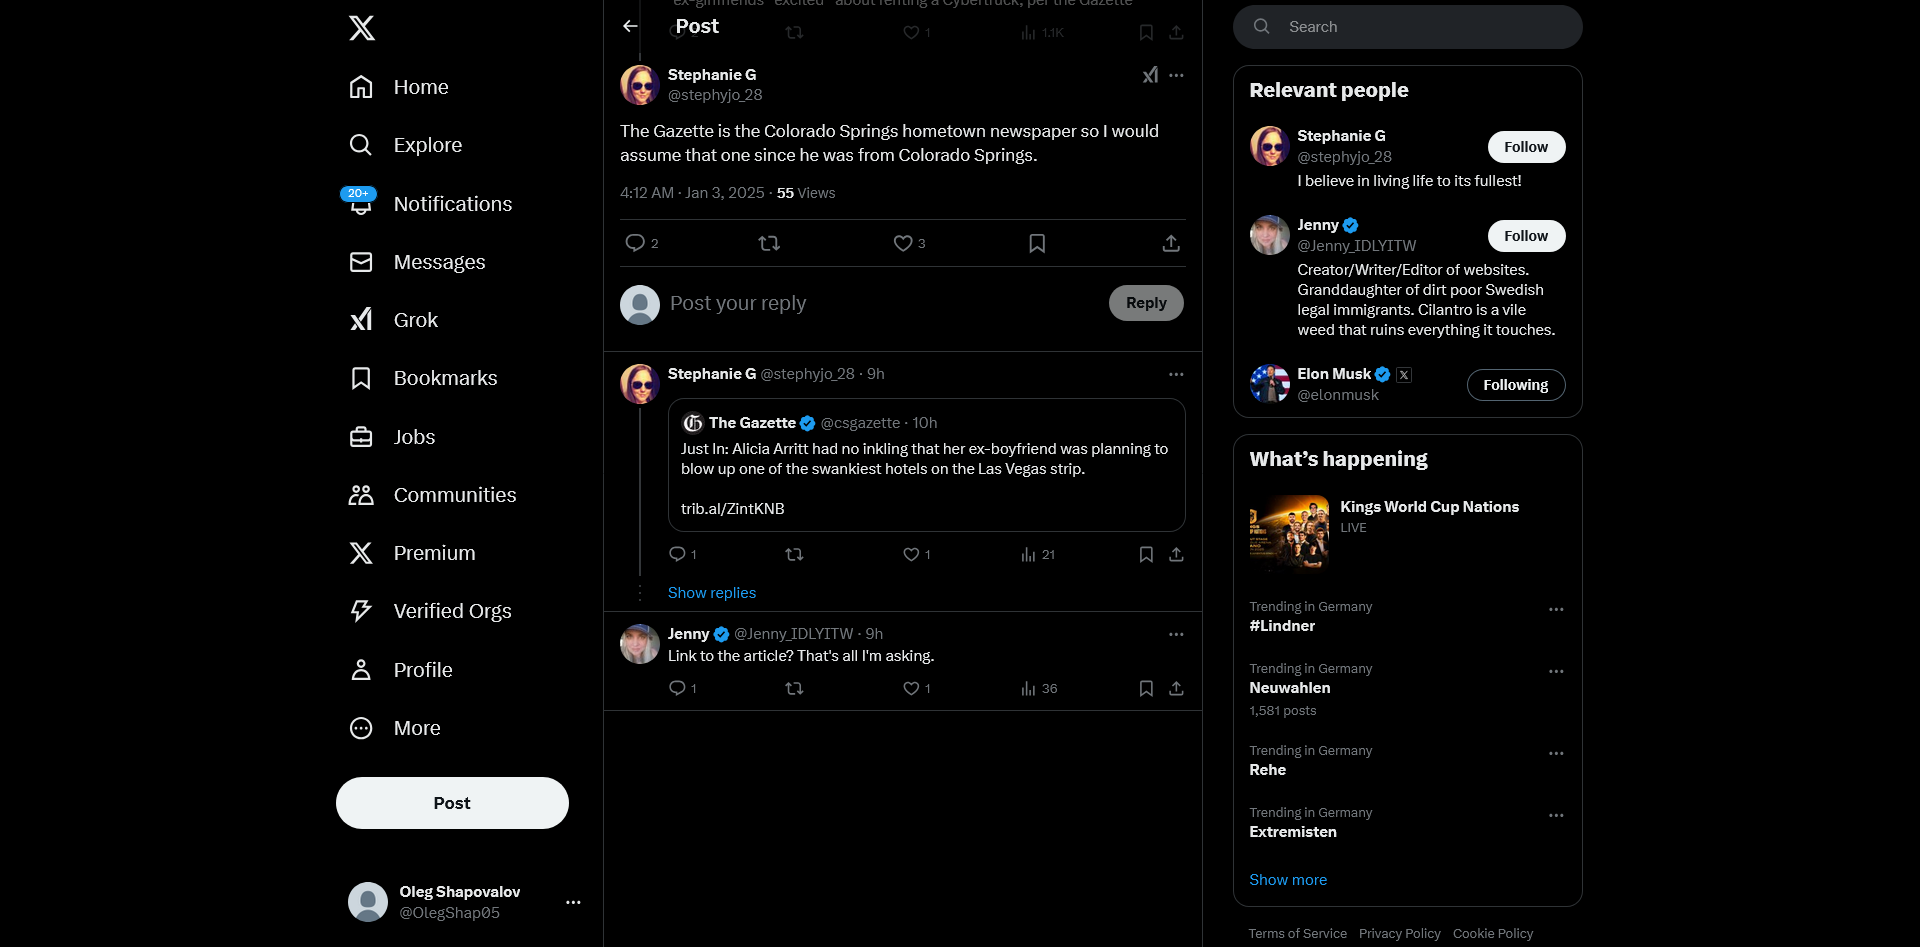 Home
Explore
20+
Notifications
Messages
Grok
Bookmarks
Jobs
Communities
Premium
Verified Orgs
Profile
More
Post
Oleg Shapovalov
@OlegShap05
ex-girlfriends "excited" about renting a Cybertruck, per the Gazette
Post
1
1.1K
Stephanie G
@stephyjo_28
The Gazette is the Colorado Springs hometown newspaper so I would
assume that one since he was from Colorado Springs.
4:12 AM · Jan 3, 2025 · 55 Views
2
3
Post your reply
Reply
Stephanie G @stephyjo_28 · 9h
The Gazette @csgazette · 10h
Just In: Alicia Arritt had no inkling that her ex-boyfriend was planning to
blow up one of the swankiest hotels on the Las Vegas strip.
trib.al/ZintKNB
1
1
21
Show replies
Jenny @Jenny_IDLYITW · 9h
Link to the article? That's all I'm asking.
1
1
36
Search
Relevant people
Stephanie G
@stephyjo_28
Follow
I believe in living life to its fullest!
Jenny
@Jenny_IDLYITW
Follow
Creator/Writer/Editor of websites.
Granddaughter of dirt poor Swedish
legal immigrants. Cilantro is a vile
weed that ruins everything it touches.
Elon Musk
@elonmusk
Following
What's happening
Kings World Cup Nations
LIVE
Trending in Germany
#Lindner
Trending in Germany
Neuwahlen
1,581 posts
Trending in Germany
Rehe
Trending in Germany
Extremisten
Show more
Terms of Service Privacy Policy Cookie Policy